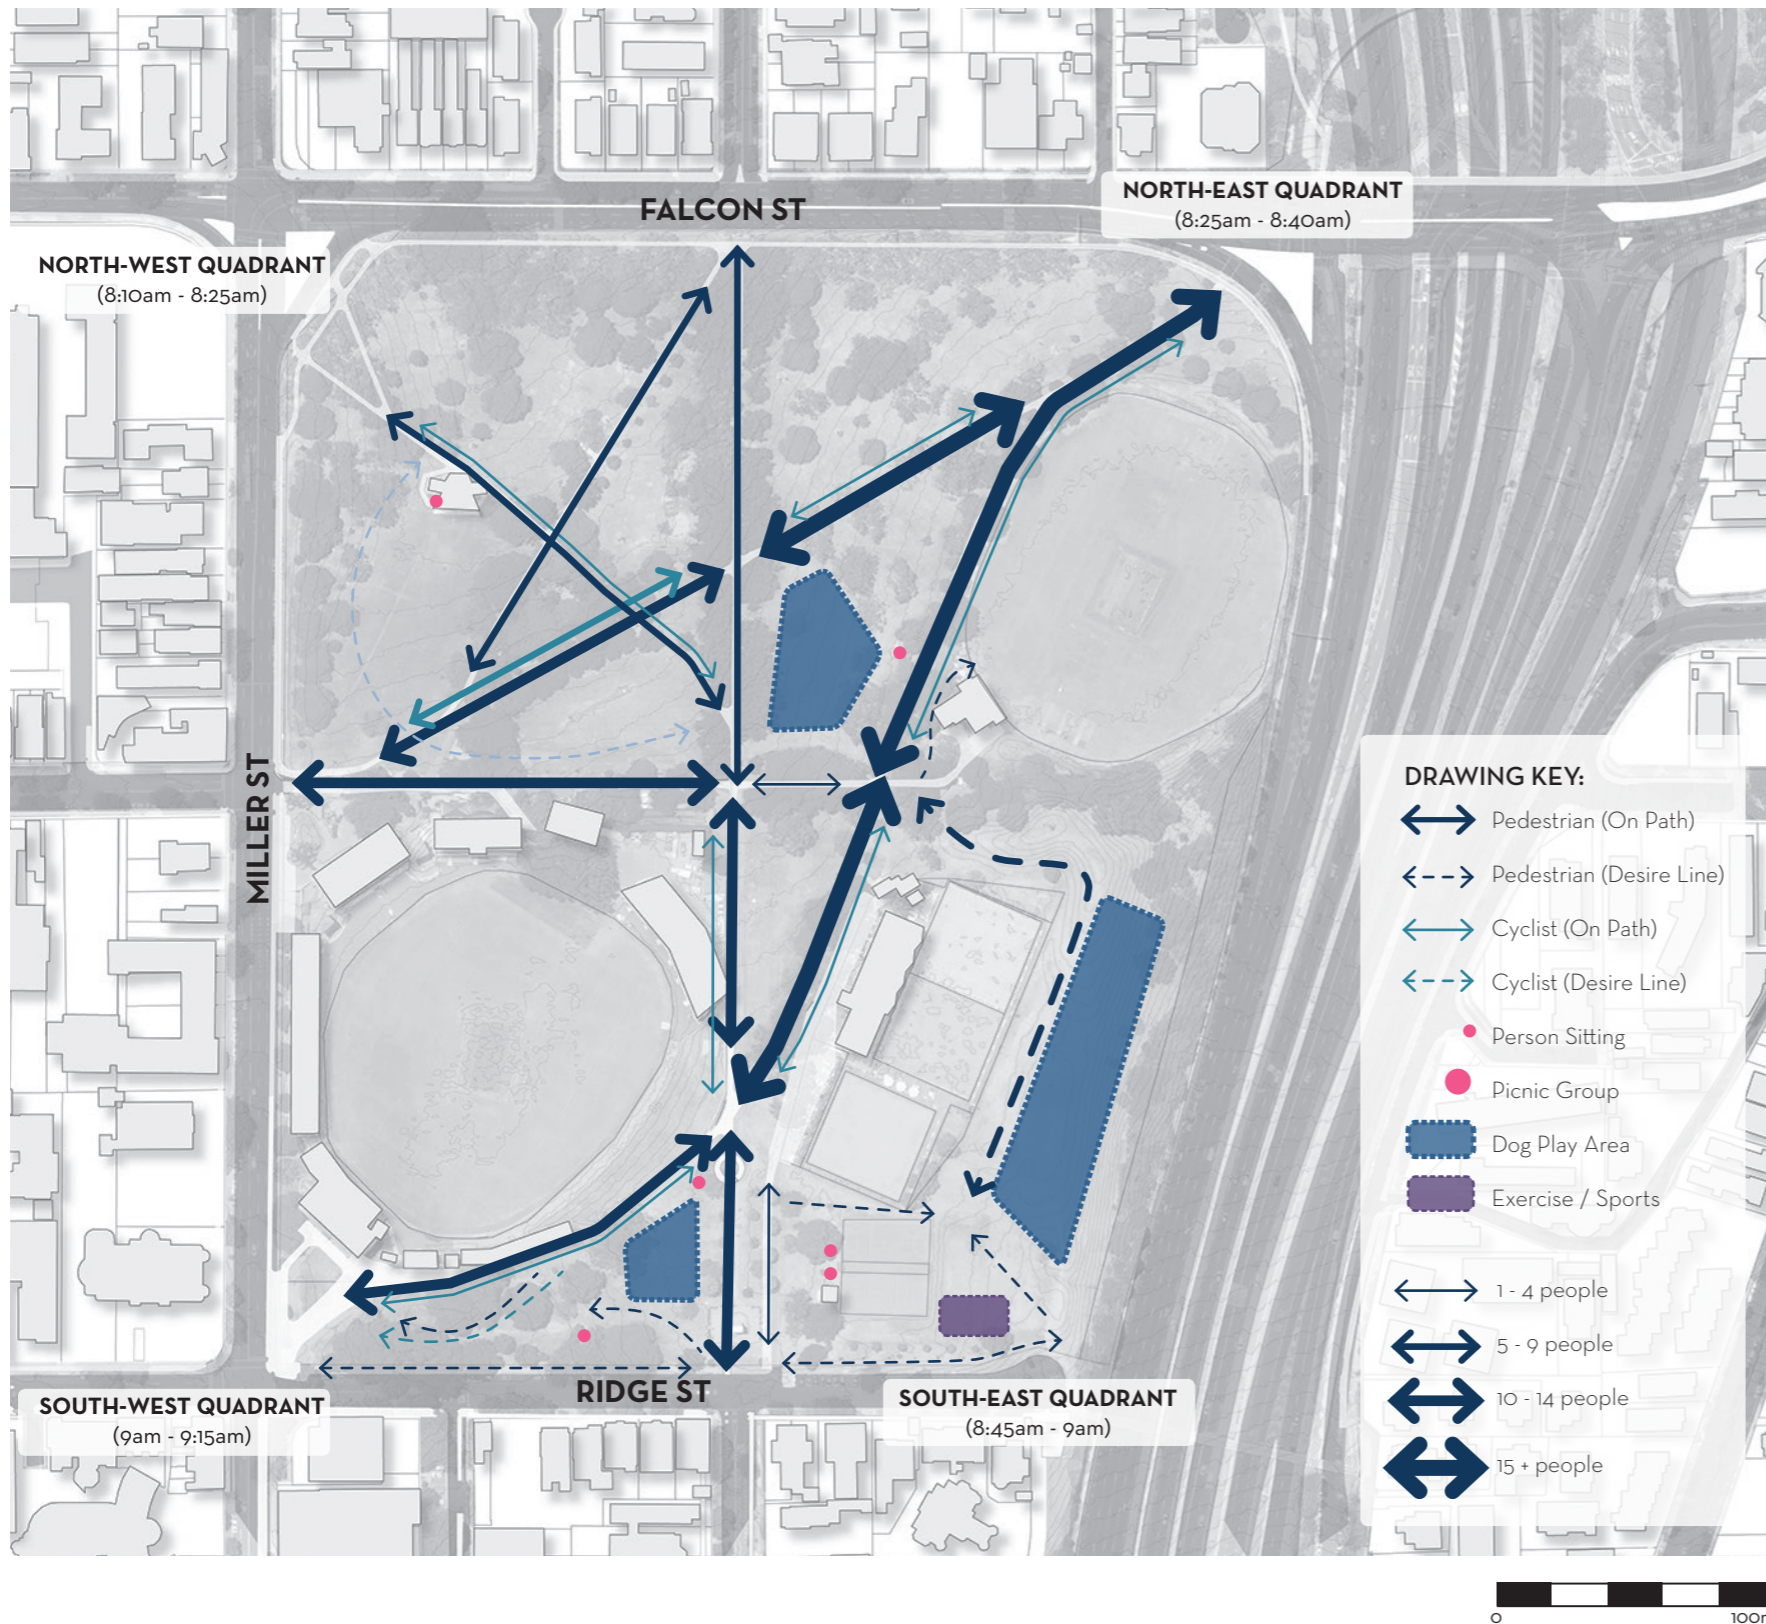 FALCON ST
NORTH-EAST QUADRANT
(8:25am - 8:40am)
NORTH-WEST QUADRANT
(8:10am - 8:25am)
MILLER ST
DRAWING KEY:
Pedestrian (On Path)
Pedestrian (Desire Line)
Cyclist (On Path)
Cyclist (Desire Line)
Person Sitting
Picnic Group
Dog Play Area
Exercise / Sports
1 - 4 people
5 - 9 people
10 - 14 people
15 + people
RIDGE ST
SOUTH-WEST QUADRANT
(9am - 9:15am)
SOUTH-EAST QUADRANT
(8:45am - 9am)
0 100m